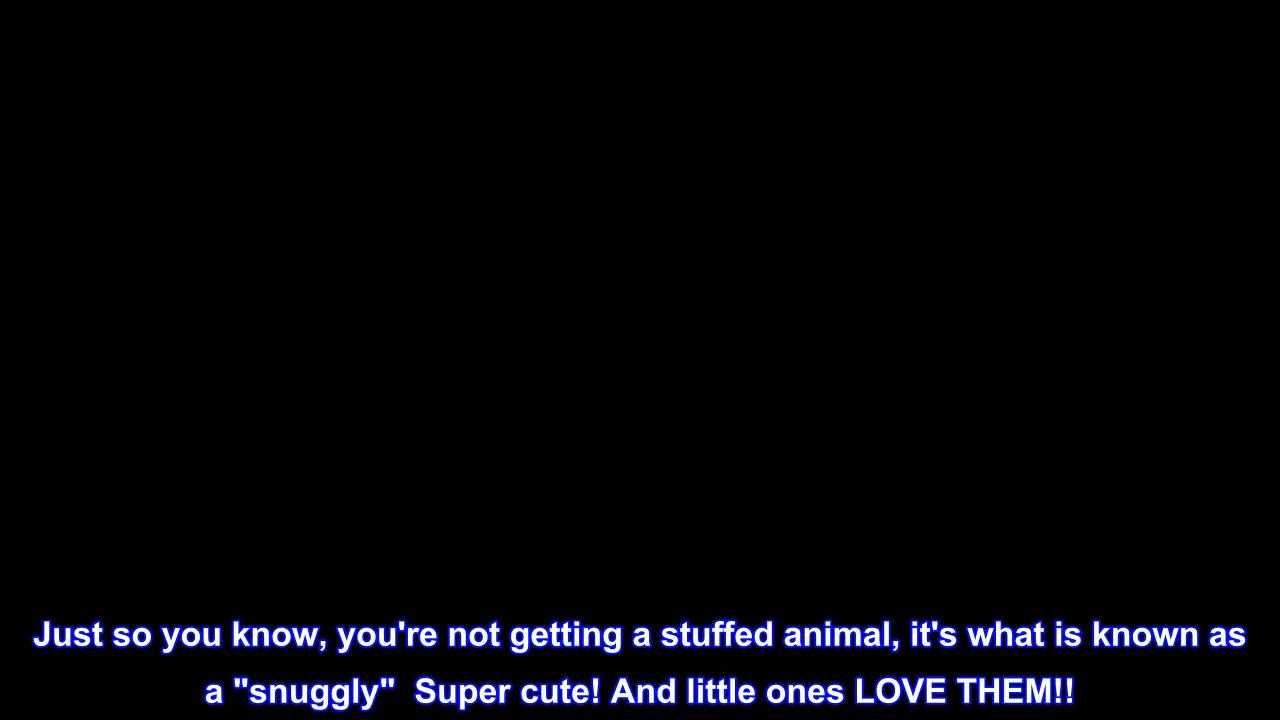 Just so you know, you're not getting a stuffed animal, it's what is known as
a "snuggly"  Super cute! And little ones LOVE THEM!!